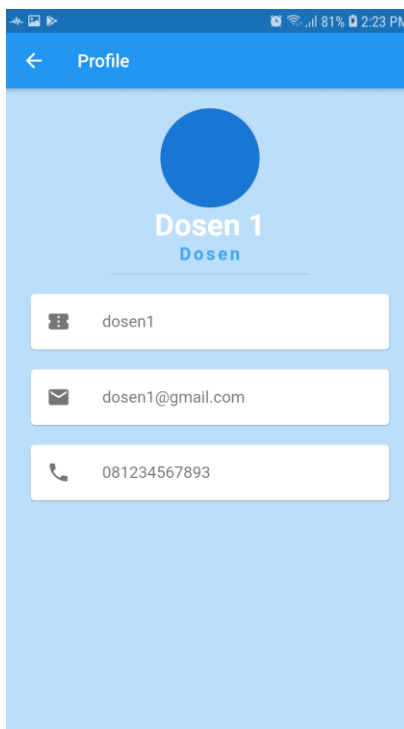 81% 2:23 PM
Profile
Dosen 1
Dosen
dosen1
dosen1@gmail.com
081234567893